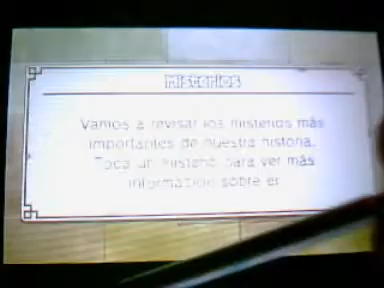 Misterios
Vamos a revisar los misterios más
importantes de nuestra historia.
Toca un misterio para ver más
información sobre él